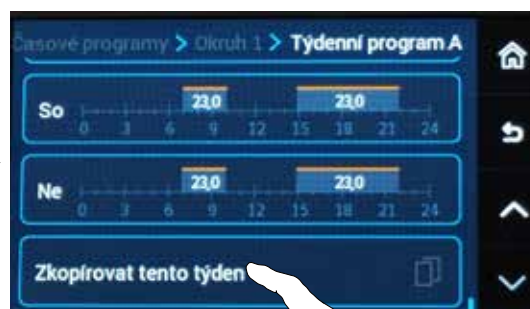 Časové programy > Okruh 1 > Týdenní program A
So
23,0 23,0
0 3 6 9 12 15 18 21 24
Ne
23,0 23,0
0 3 6 9 12 15 18 21 24
Zkopírovat tento týden